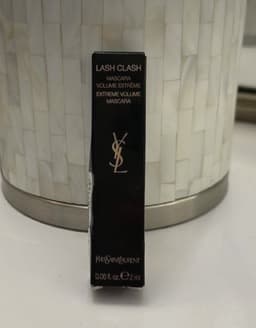 LASH CLASH
MASCARA
VOLUME EXTRÊME
EXTREME VOLUME
MASCARA
YSL
YVESSAINTLAURENT
0.06 fl. oz. ℮ 2 ml